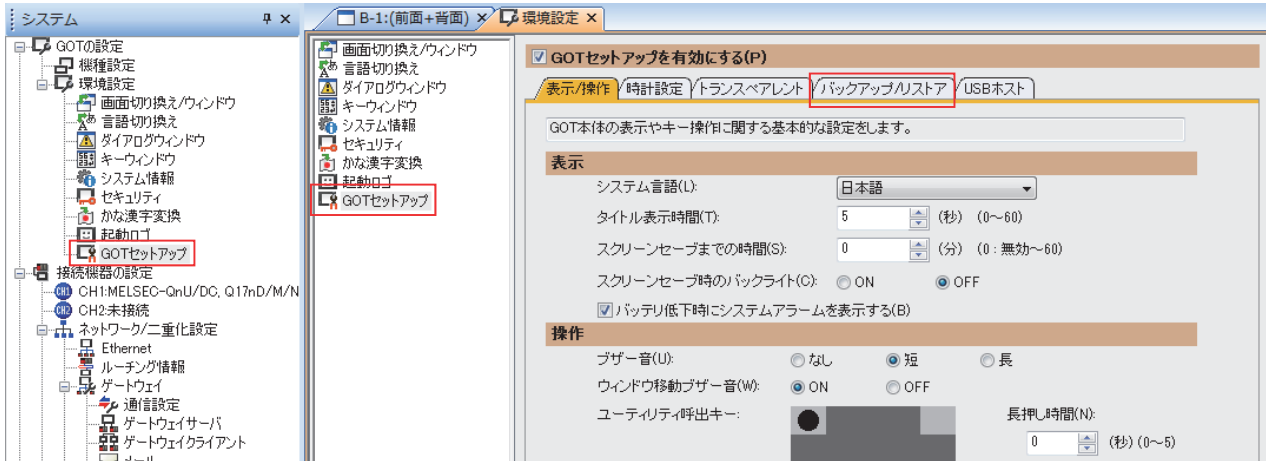 システム
B-1:(前面+背面)
環境設定
GOTの設定
機種設定
環境設定
画面切り換え/ウィンドウ
言語切り換え
ダイアログウィンドウ
キーウィンドウ
システム情報
セキュリティ
かな漢字変換
起動ロゴ
GOTセットアップ
接続機器の設定
CH1:MELSEC-QnU/DC, Q17nD/M/N
CH2:未接続
ネットワーク/二重化設定
Ethernet
ルーチング情報
ゲートウェイ
通信設定
ゲートウェイサーバ
ゲートウェイクライアント
メール
画面切り換え/ウィンドウ
言語切り換え
ダイアログウィンドウ
キーウィンドウ
システム情報
セキュリティ
かな漢字変換
起動ロゴ
GOTセットアップ
GOTセットアップを有効にする(P)
表示/操作 時計設定 トランスペアレント バックアップ/リストア USBホスト
GOT本体の表示やキー操作に関する基本的な設定をします。
表示
システム言語(L): 日本語
タイトル表示時間(T): 5 (秒) (0~60)
スクリーンセーブまでの時間(S): 0 (分) (0:無効~60)
スクリーンセーブ時のバックライト(C): ON OFF
バッテリ低下時にシステムアラームを表示する(B)
操作
ブザー音(U): なし 短 長
ウィンドウ移動ブザー音(W): ON OFF
ユーティリティ呼出キー: 長押し時間(N):
0 (秒)(0~5)